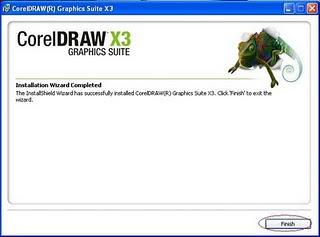 CorelDRAW(R) Graphics Suite X3
CorelDRAW X3
GRAPHICS SUITE
Installation Wizard Completed
The InstallShield Wizard has successfully installed CorelDRAW(R) Graphics Suite X3. Click 'Finish' to exit the
wizard.
Finish